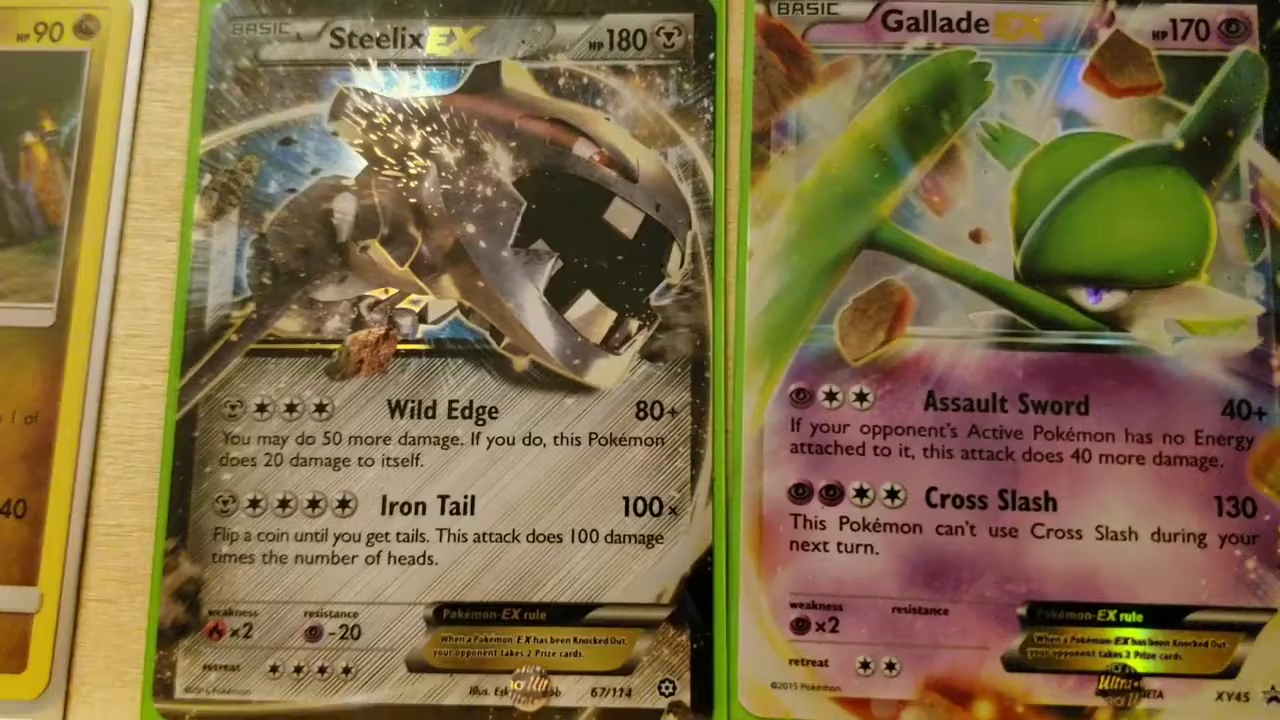 HP 90
1 of
40
BASIC
Steelix EX
HP 180
Wild Edge 80+
You may do 50 more damage. If you do, this Pokémon
does 20 damage to itself.
Iron Tail 100x
Flip a coin until you get tails. This attack does 100 damage
times the number of heads.
weakness resistance
x2 -20
retreat
Pokémon-EX rule
When a Pokémon-EX has been Knocked Out,
your opponent takes 2 Prize cards.
Illus.
67/114
BASIC
Gallade EX
HP 170
Assault Sword 40+
If your opponent's Active Pokémon has no Energy
attached to it, this attack does 40 more damage.
Cross Slash 130
This Pokémon can't use Cross Slash during your
next turn.
weakness resistance
x2
retreat
Pokémon-EX rule
When a Pokémon-EX has been Knocked Out,
your opponent takes 2 Prize cards.
©2015 Pokémon
Ultra
XY45